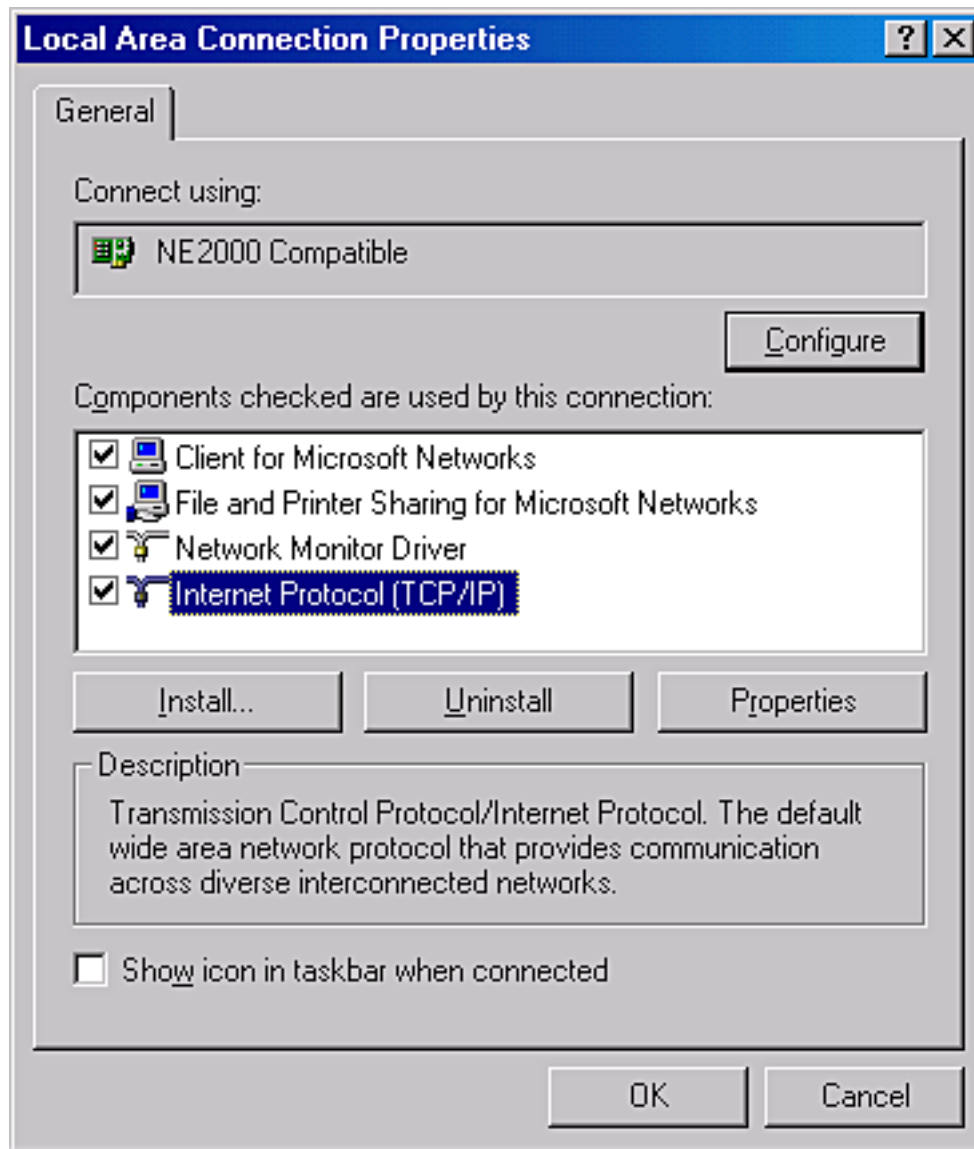 Local Area Connection Properties
General
Connect using:
NE2000 Compatible
Configure
Components checked are used by this connection:
Client for Microsoft Networks
File and Printer Sharing for Microsoft Networks
Network Monitor Driver
Internet Protocol (TCP/IP)
Install... Uninstall Properties
Description
Transmission Control Protocol/Internet Protocol. The default
wide area network protocol that provides communication
across diverse interconnected networks.
Show icon in taskbar when connected
OK Cancel